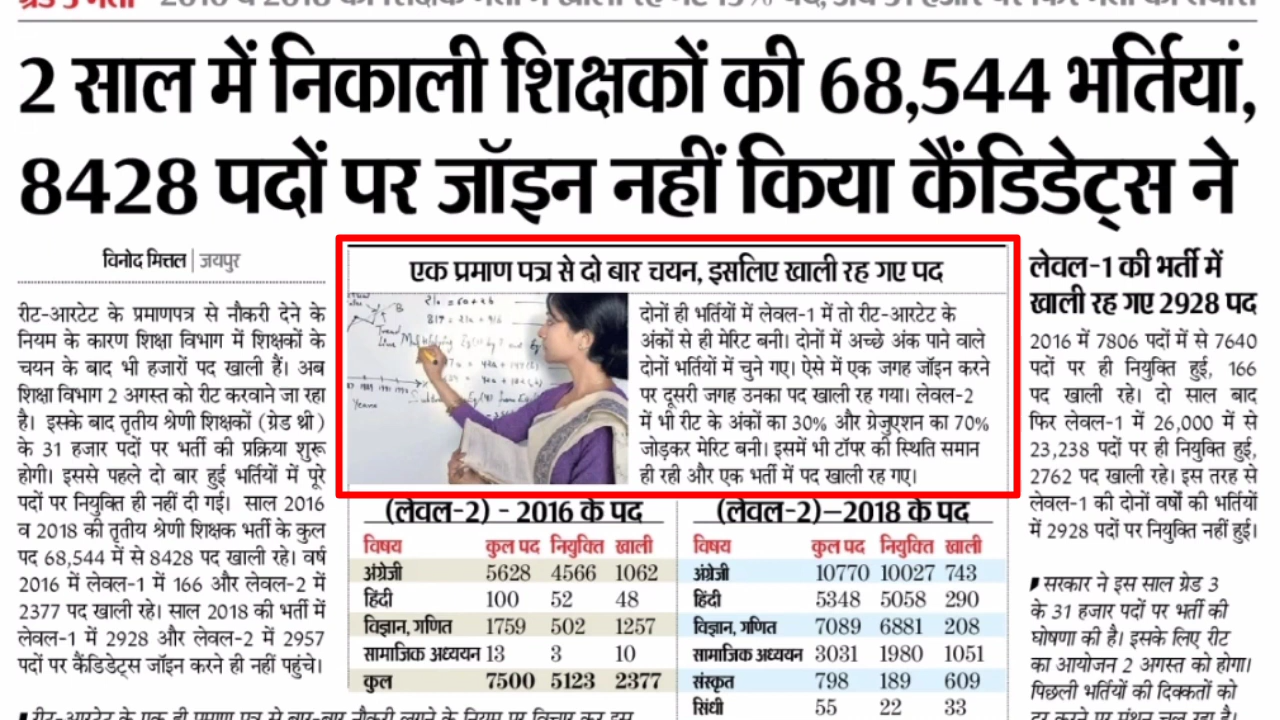 2 साल में निकाली शिक्षकों की 68,544 भर्तियां,
8428 पदों पर जॉइन नहीं किया कैंडिडेट्स ने
विनोद मित्तल | जयपुर
रीट-आरटेट के प्रमाणपत्र से नौकरी देने के
नियम के कारण शिक्षा विभाग में शिक्षकों के
चयन के बाद भी हजारों पद खाली हैं। अब
शिक्षा विभाग 2 अगस्त को रीट करवाने जा रहा
है। इसके बाद तृतीय श्रेणी शिक्षकों (ग्रेड थ्री)
के 31 हजार पदों पर भर्ती की प्रक्रिया शुरू
होगी। इससे पहले दो बार हुई भर्तियों में पूरे
पदों पर नियुक्ति ही नहीं दी गई। साल 2016
व 2018 की तृतीय श्रेणी शिक्षक भर्ती के कुल
पद 68,544 में से 8428 पद खाली रहे। वर्ष
2016 में लेवल-1 में 166 और लेवल-2 में
2377 पद खाली रहे। साल 2018 की भर्ती में
लेवल-1 में 2928 और लेवल-2 में 2957
पदों पर कैंडिडेट्स जॉइन करने ही नहीं पहुंचे।
एक प्रमाण पत्र से दो बार चयन, इसलिए खाली रह गए पद
दोनों ही भर्तियों में लेवल-1 में तो रीट-आरटेट के
अंकों से ही मेरिट बनी। दोनों में अच्छे अंक पाने वाले
दोनों भर्तियों में चुने गए। ऐसे में एक जगह जॉइन करने
पर दूसरी जगह उनका पद खाली रह गया। लेवल-2
में भी रीट के अंकों का 30% और ग्रेजुएशन का 70%
जोड़कर मेरिट बनी। इसमें भी टॉपर की स्थिति समान
ही रही और एक भर्ती में पद खाली रह गए।
(लेवल-2) - 2016 के पद
विषय कुल पद नियुक्ति खाली
अंग्रेजी 5628 4566 1062
हिंदी 100 52 48
विज्ञान, गणित 1759 502 1257
सामाजिक अध्ययन 13 3 10
कुल 7500 5123 2377
(लेवल-2)—2018 के पद
विषय कुल पद नियुक्ति खाली
अंग्रेजी 10770 10027 743
हिंदी 5348 5058 290
विज्ञान, गणित 7089 6881 208
सामाजिक अध्ययन 3031 1980 1051
संस्कृत 798 189 609
सिंधी 55 22 33
लेवल-1 की भर्ती में
खाली रह गए 2928 पद
2016 में 7806 पदों में से 7640
पदों पर ही नियुक्ति हुई, 166
पद खाली रहे। दो साल बाद
फिर लेवल-1 में 26,000 में से
23,238 पदों पर ही नियुक्ति हुई,
2762 पद खाली रहे। इस तरह से
लेवल-1 की दोनों वर्षों की भर्तियों
में 2928 पदों पर नियुक्ति नहीं हुई।
सरकार ने इस साल ग्रेड 3
के 31 हजार पदों पर भर्ती की
घोषणा की है। इसके लिए रीट
का आयोजन 2 अगस्त को होगा।
पिछली भर्तियों की दिक्कतों को